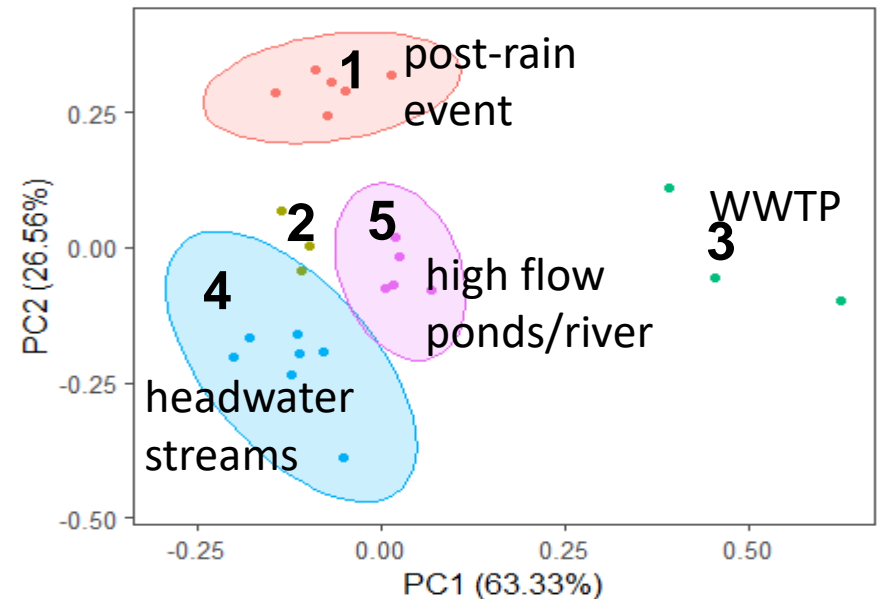 1 post-rain
event
0.25
WWTP
2
5
3
0.00
4
high flow
ponds/river
-0.25
headwater
streams
-0.50
PC2 (26.56%)
-0.25 0.00 0.25 0.50
PC1 (63.33%)